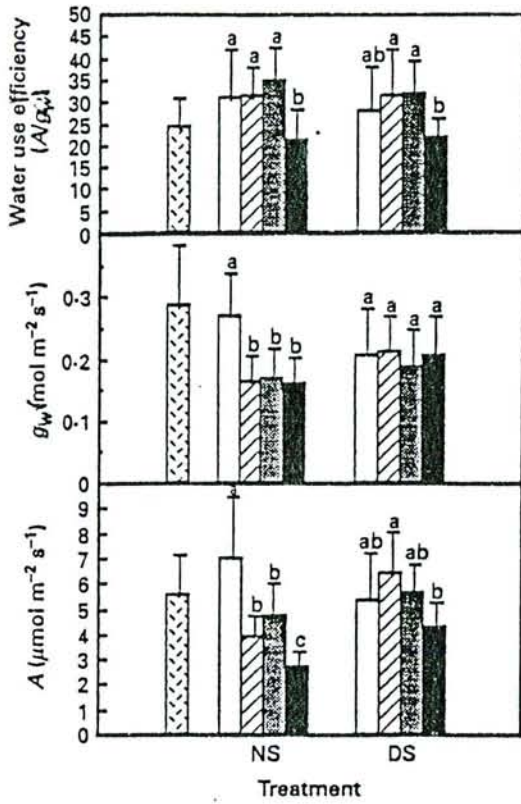 Water use efficiency
(A/gw)
50
45
40
35
30
25
20
15
10
5
0
a
a
a
b
ab
a
a
b
gw (mol m⁻² s⁻¹)
0·3
0·2
0·1
0
a
b
b
b
a
a
a
a
A (μmol m⁻² s⁻¹)
9
8
7
6
5
4
3
2
1
0
a
b
b
c
ab
a
ab
b
NS
DS
Treatment